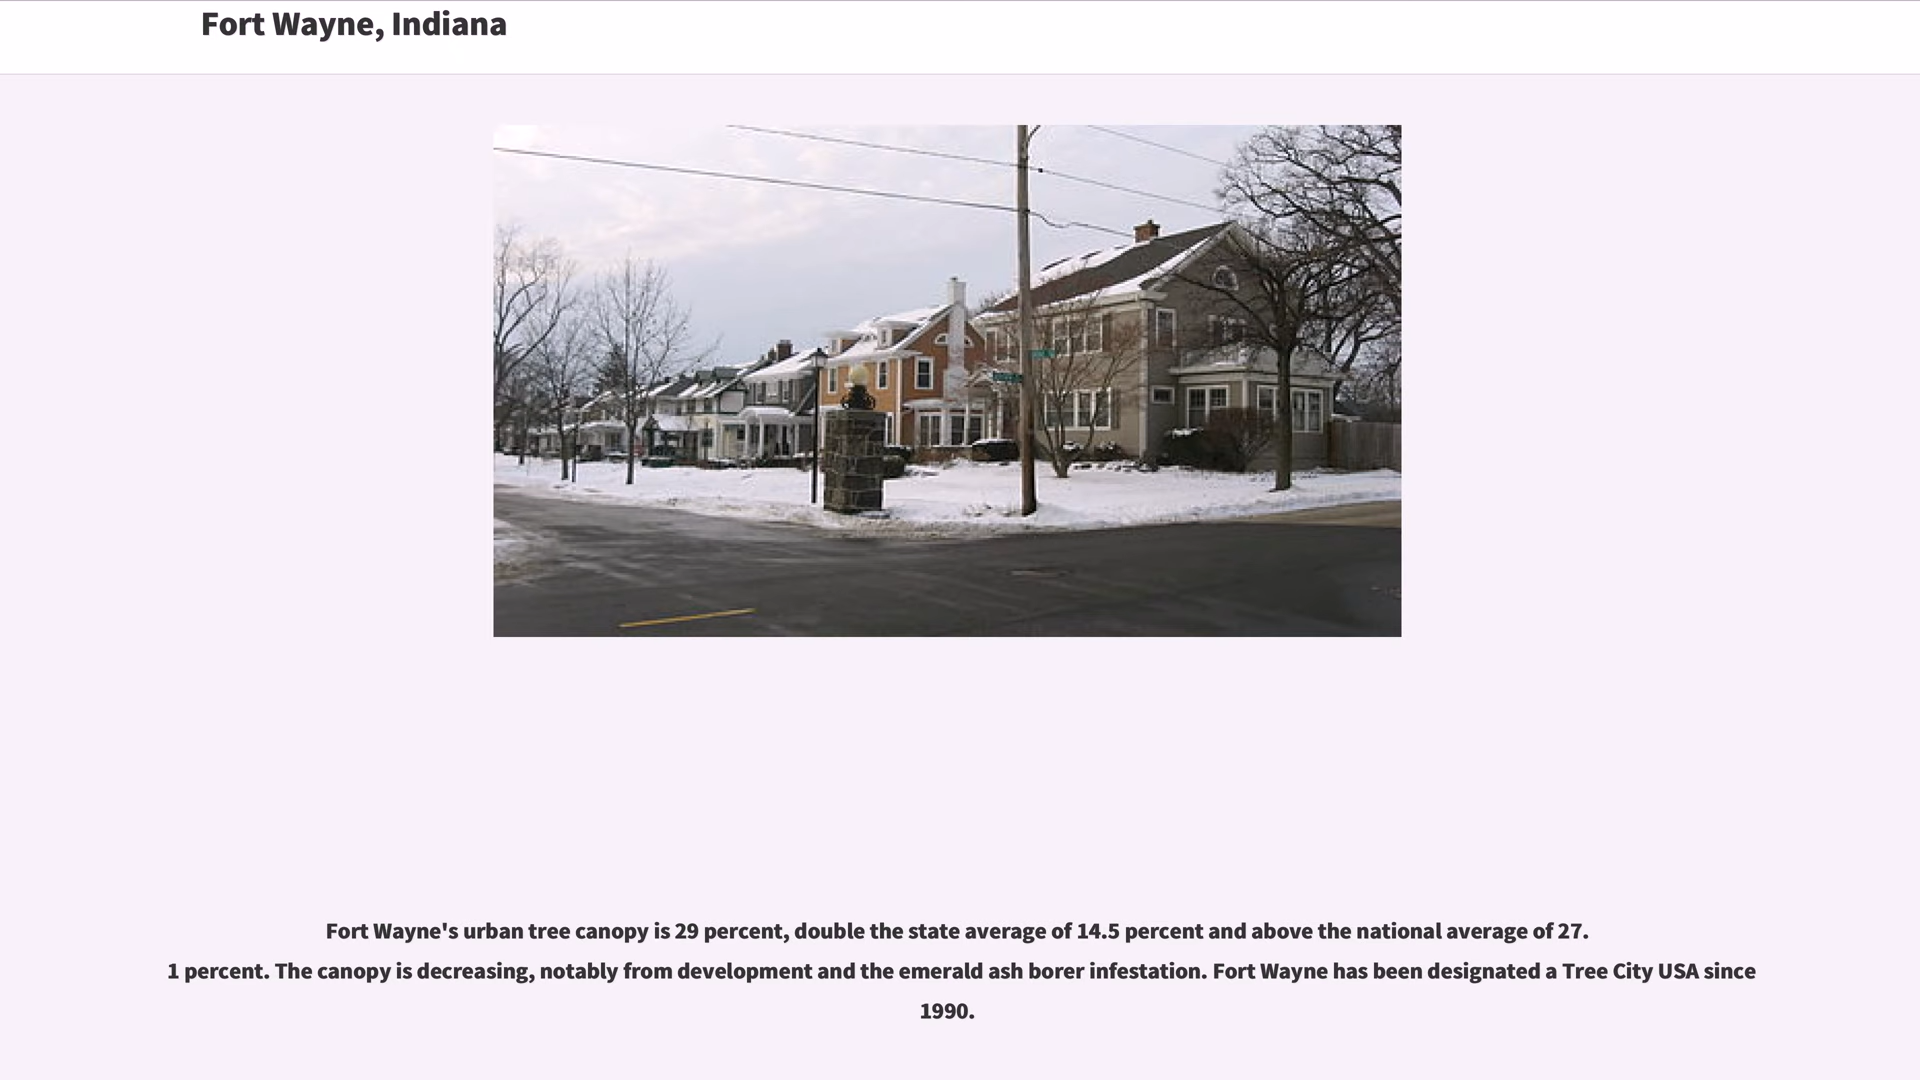 Fort Wayne, Indiana
Fort Wayne's urban tree canopy is 29 percent, double the state average of 14.5 percent and above the national average of 27.
1 percent. The canopy is decreasing, notably from development and the emerald ash borer infestation. Fort Wayne has been designated a Tree City USA since
1990.